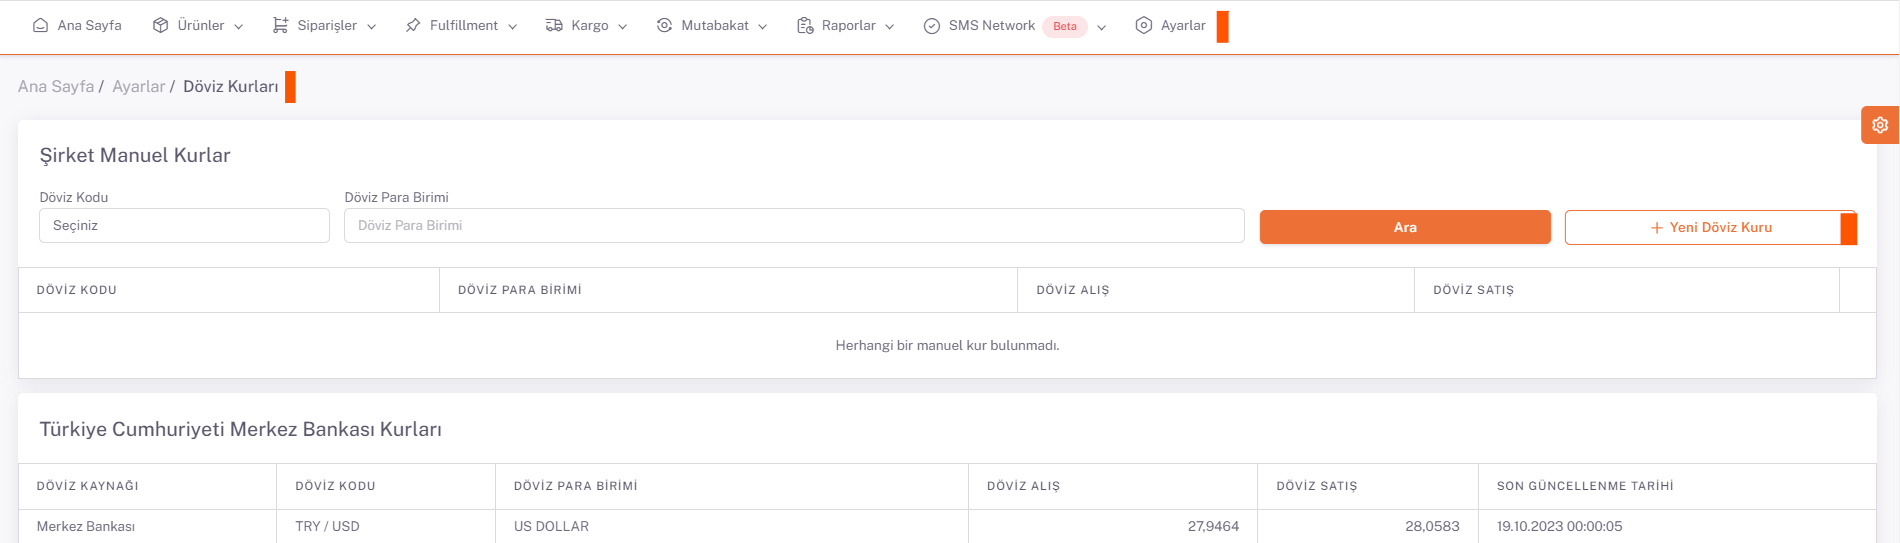 Ana Sayfa Ürünler Siparişler Fulfillment Kargo Mutabakat Raporlar SMS Network Beta Ayarlar
Ana Sayfa / Ayarlar / Döviz Kurları
Şirket Manuel Kurlar
Döviz Kodu Döviz Para Birimi
Seçiniz Döviz Para Birimi Ara + Yeni Döviz Kuru
DÖVİZ KODU DÖVİZ PARA BİRİMİ DÖVİZ ALIŞ DÖVİZ SATIŞ
Herhangi bir manuel kur bulunmadı.
Türkiye Cumhuriyeti Merkez Bankası Kurları
DÖVİZ KAYNAĞI DÖVİZ KODU DÖVİZ PARA BİRİMİ DÖVİZ ALIŞ DÖVİZ SATIŞ SON GÜNCELLENME TARİHİ
Merkez Bankası TRY / USD US DOLLAR 27,9464 28,0583 19.10.2023 00:00:05